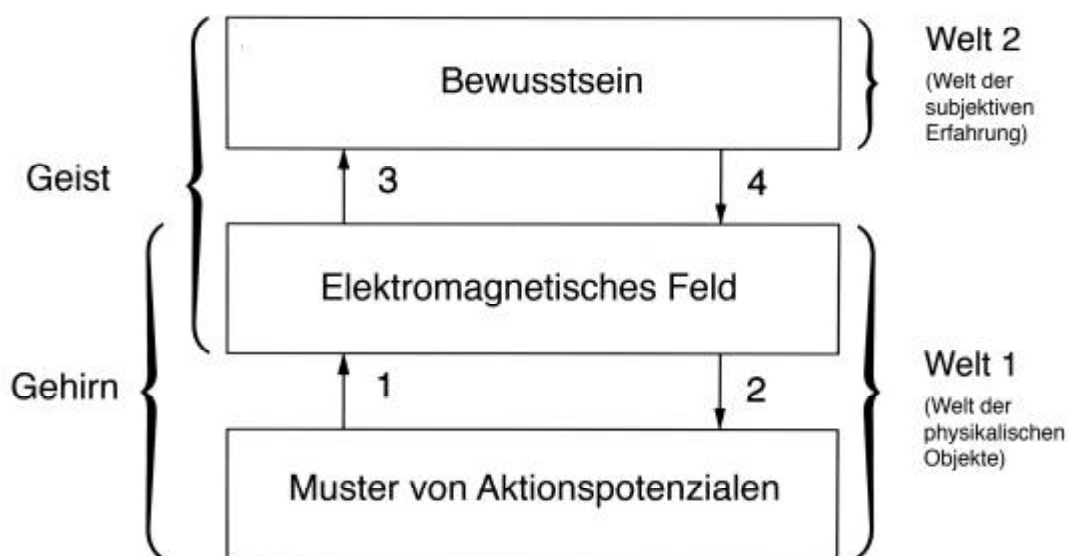 Bewusstsein
Welt 2
(Welt der
subjektiven
Erfahrung)
Geist
3
4
Elektromagnetisches Feld
Gehirn
1
2
Welt 1
(Welt der
physikalischen
Objekte)
Muster von Aktionspotenzialen